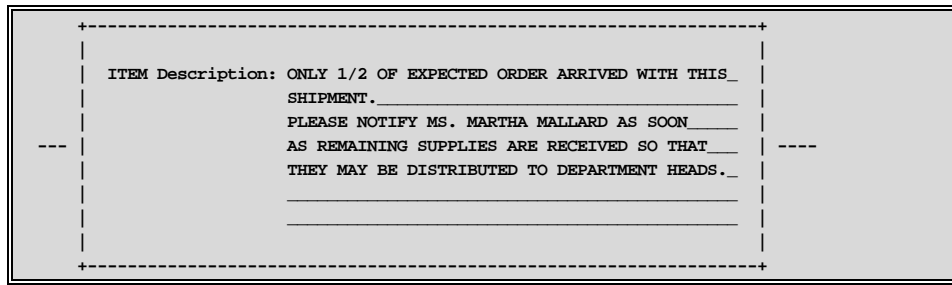 ITEM Description: ONLY 1/2 OF EXPECTED ORDER ARRIVED WITH THIS_
SHIPMENT.____________________________________
PLEASE NOTIFY MS. MARTHA MALLARD AS SOON_____
AS REMAINING SUPPLIES ARE RECEIVED SO THAT___
THEY MAY BE DISTRIBUTED TO DEPARTMENT HEADS._